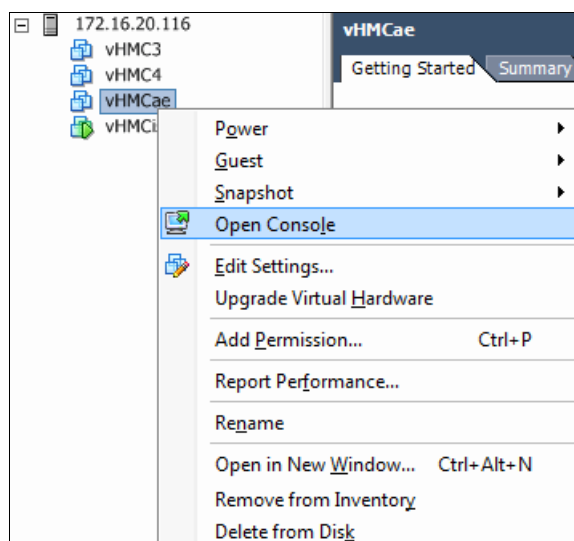 172.16.20.116
vHMC3
vHMC4
vHMCae
vHMCi
vHMCae
Getting Started Summary
Power
Guest
Snapshot
Open Console
Edit Settings...
Upgrade Virtual Hardware
Add Permission... Ctrl+P
Report Performance...
Rename
Open in New Window... Ctrl+Alt+N
Remove from Inventory
Delete from Disk